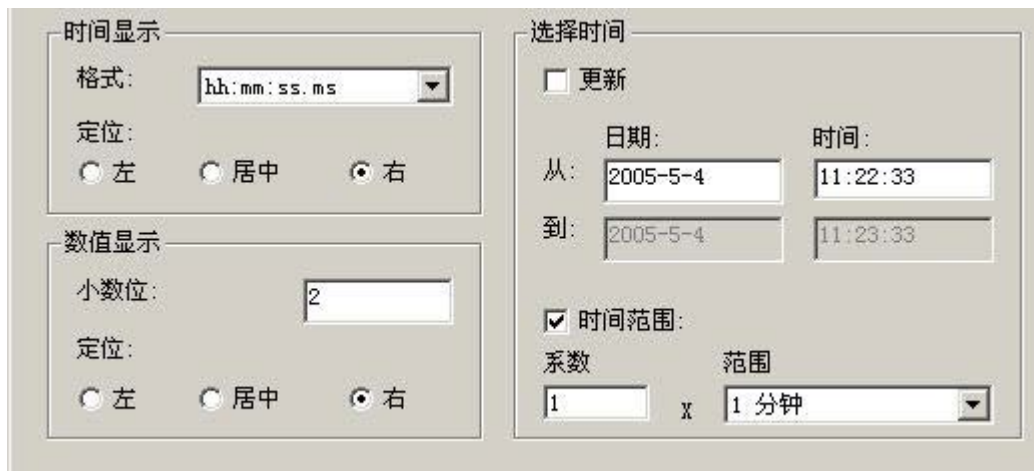 时间显示
格式: hh:mm:ss.ms
定位:
左 居中 右
数值显示
小数位: 2
定位:
左 居中 右
选择时间
更新
日期: 时间:
从: 2005-5-4 11:22:33
到: 2005-5-4 11:23:33
时间范围:
系数 范围
1 x 1 分钟